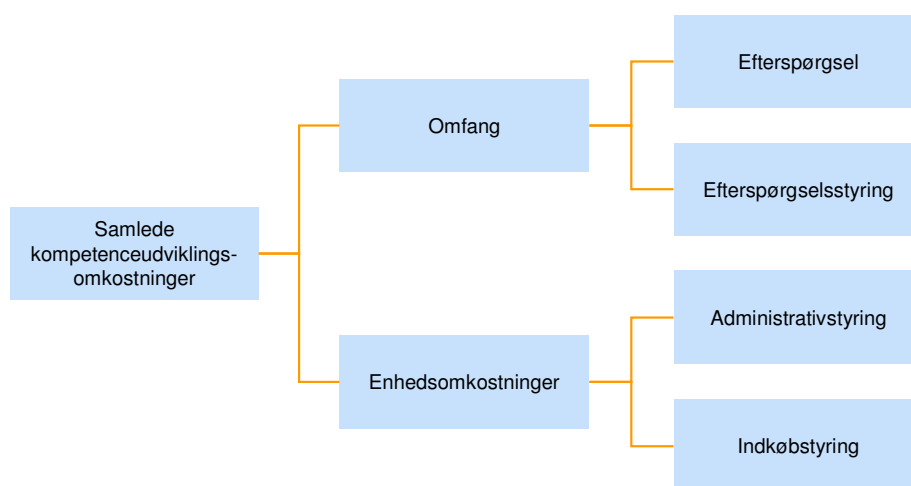 Efterspørgsel
Omfang
Efterspørgselsstyring
Samlede
kompetenceudviklings-
omkostninger
Administrativstyring
Enhedsomkostninger
Indkøbstyring